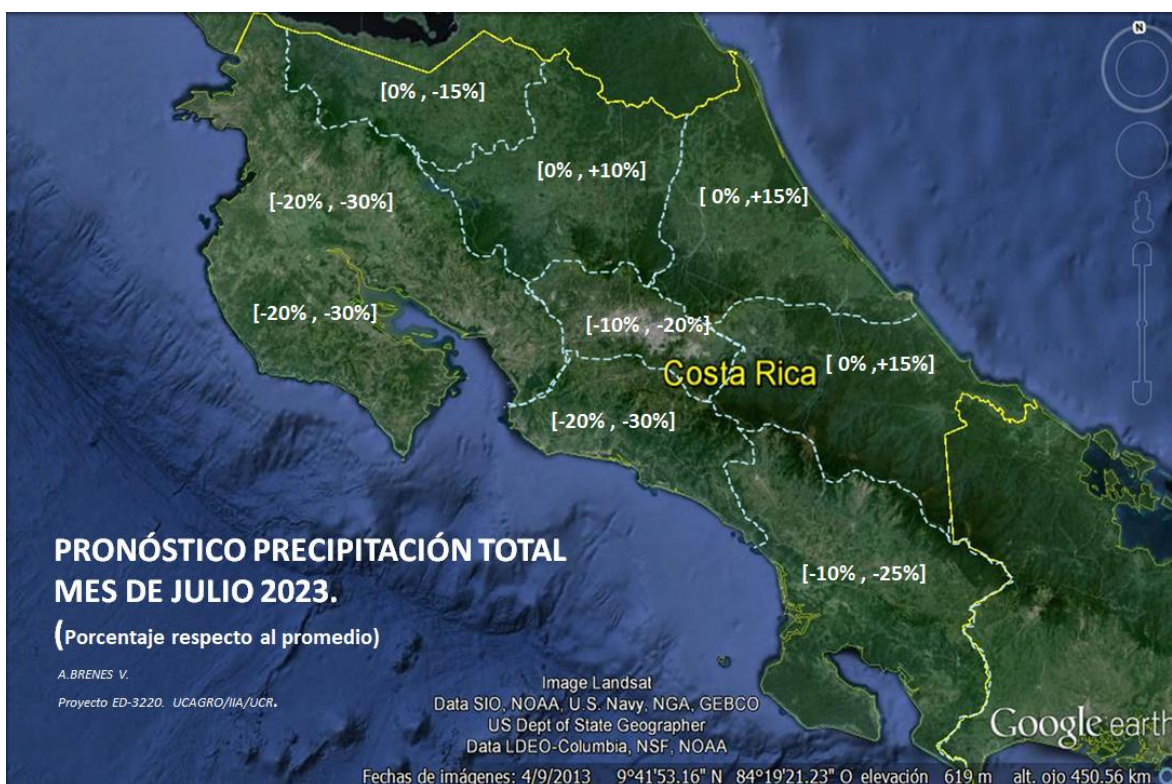 N
[0% , -15%]
[0% , +10%]
[ 0% ,+15%]
[-20% , -30%]
[-20% , -30%]
[-10% , -20%]
[ 0% ,+15%]
Costa Rica
[-20% , -30%]
[-10% , -25%]
PRONÓSTICO PRECIPITACIÓN TOTAL
MES DE JULIO 2023.
(Porcentaje respecto al promedio)
A.BRENES V.
Proyecto ED-3220. UCAGRO/IIA/UCR.
Image Landsat
Data SIO, NOAA, U.S. Navy, NGA, GEBCO
US Dept of State Geographer
Data LDEO-Columbia, NSF, NOAA
Google earth
Fechas de imágenes: 4/9/2013 9°41'53.16" N 84°19'21.23" O elevación 619 m alt. ojo 450.56 km